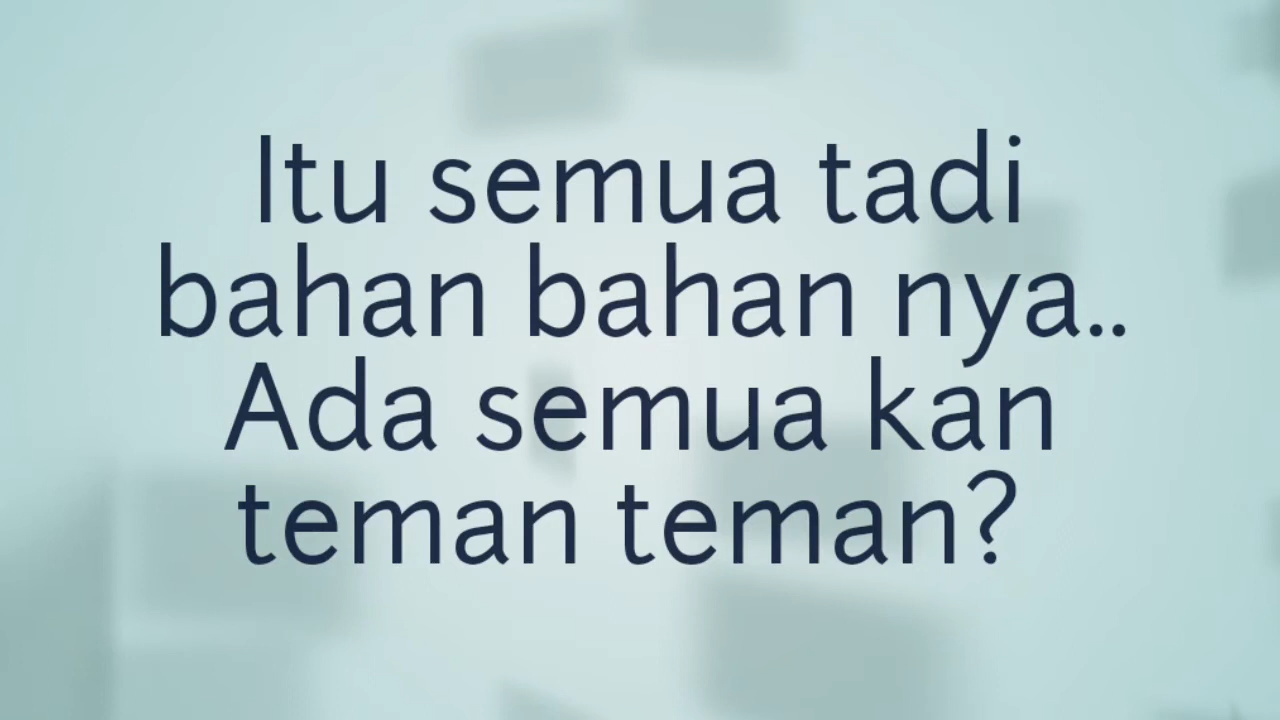 Itu semua tadi
bahan bahan nya..
Ada semua kan
teman teman?